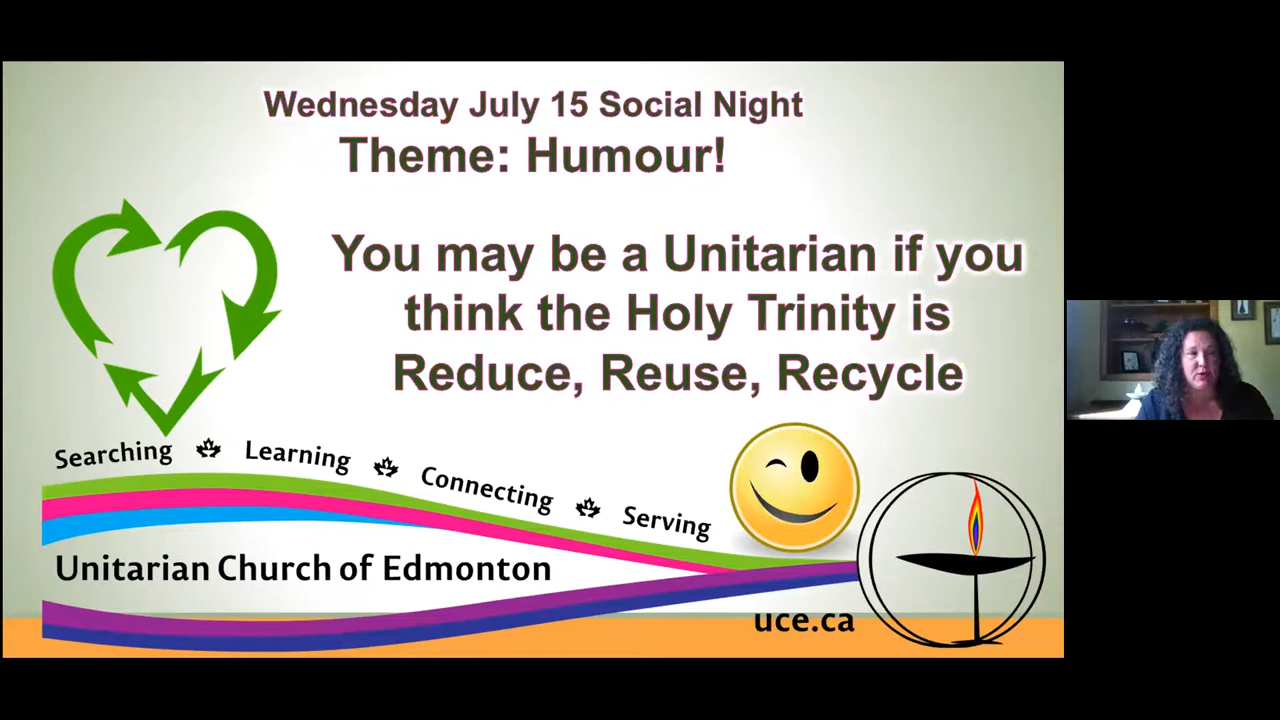 Wednesday July 15 Social Night
Theme: Humour!
You may be a Unitarian if you
think the Holy Trinity is
Reduce, Reuse, Recycle
Searching Learning Connecting Serving
Unitarian Church of Edmonton
uce.ca